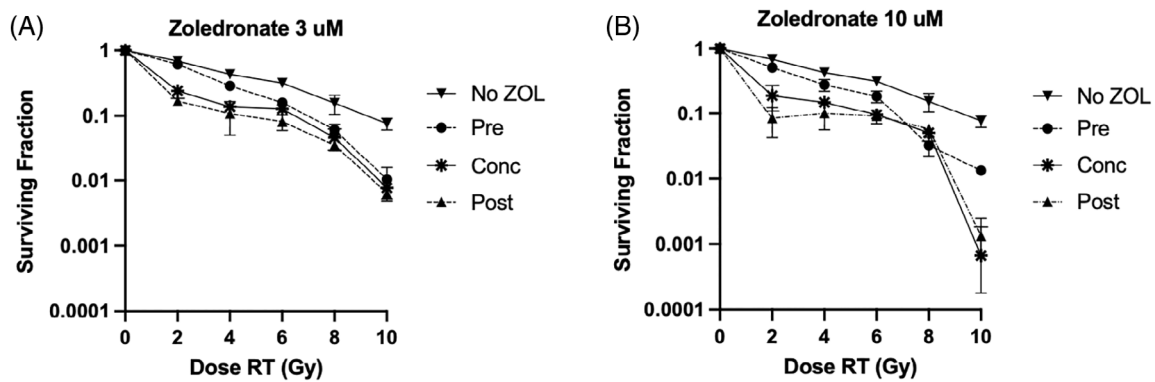 (A)
Zoledronate 3 uM
1
0.1
0.01
0.001
0.0001
Surviving Fraction
0 2 4 6 8 10
Dose RT (Gy)
No ZOL
Pre
Conc
Post
(B)
Zoledronate 10 uM
1
0.1
0.01
0.001
0.0001
Surviving Fraction
0 2 4 6 8 10
Dose RT (Gy)
No ZOL
Pre
Conc
Post